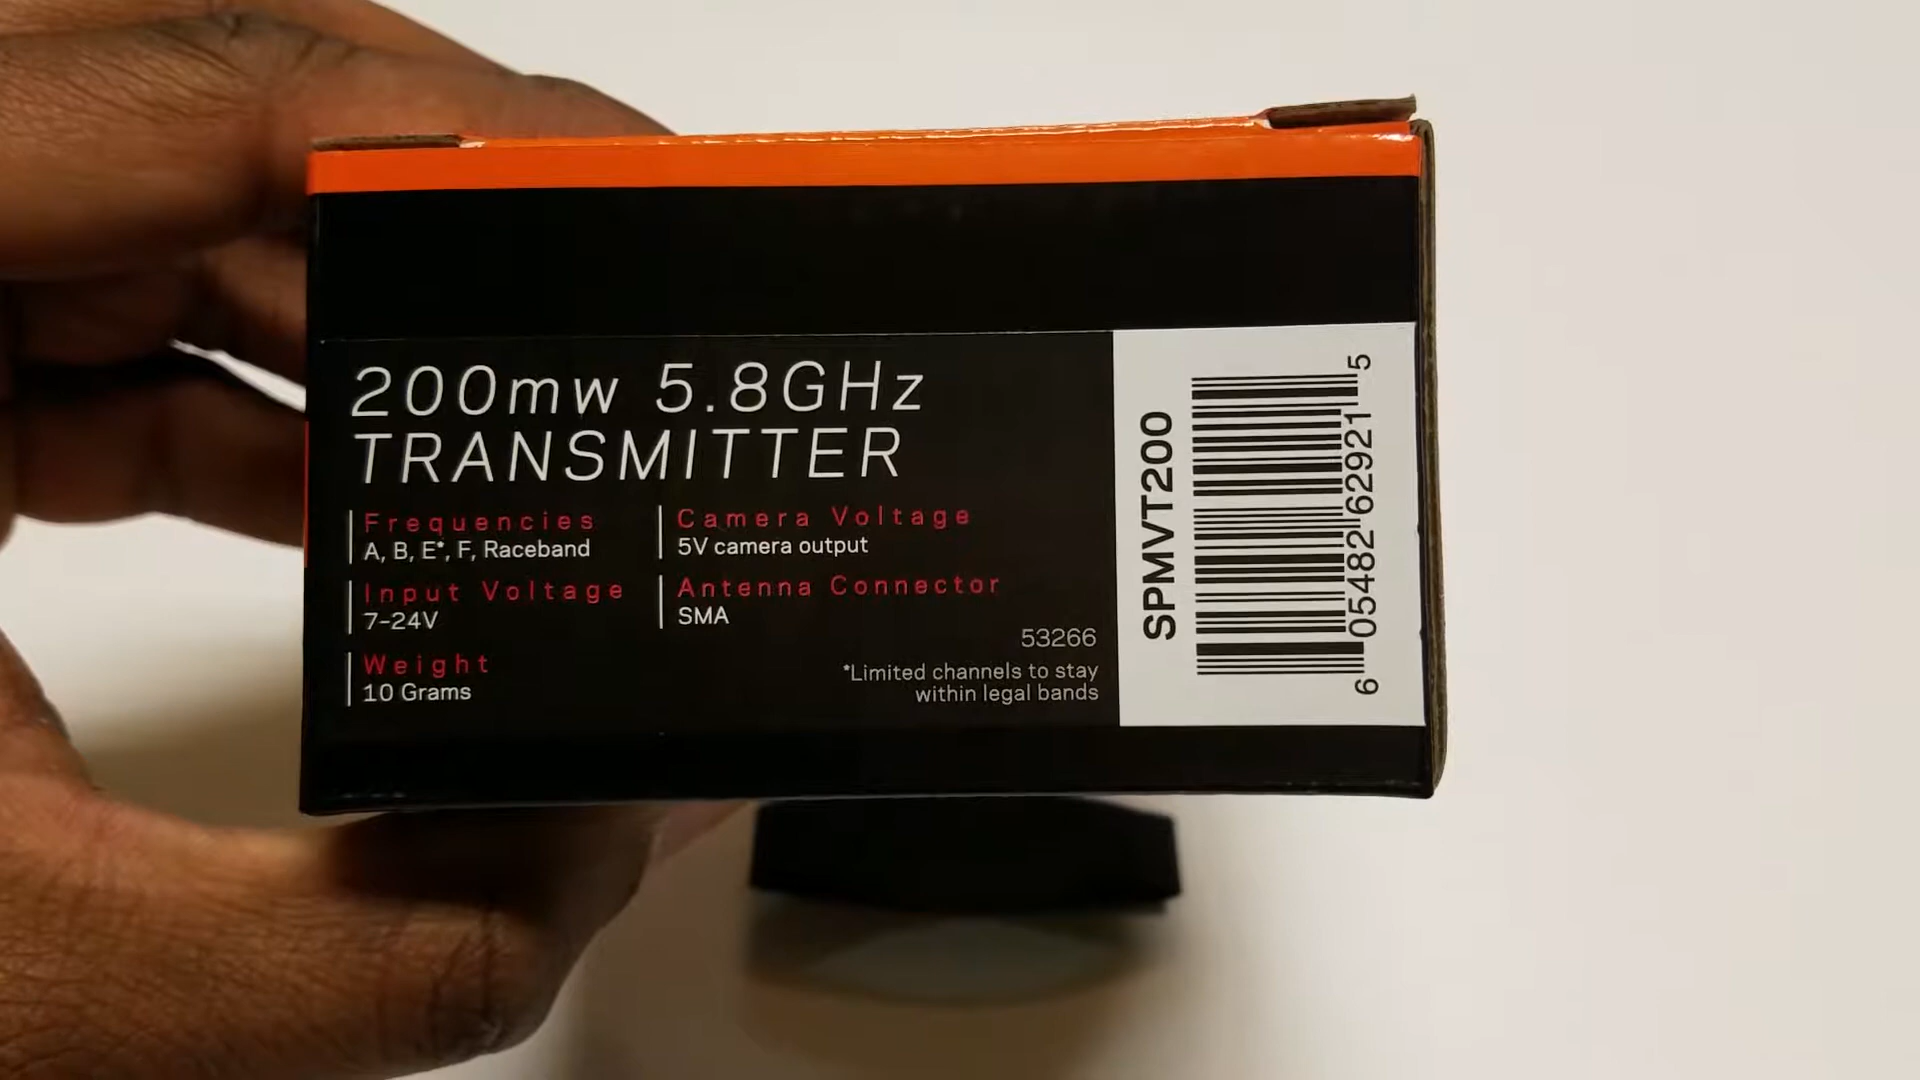 200mw 5.8GHz
TRANSMITTER
Frequencies
A, B, E*, F, Raceband
Input Voltage
7-24V
Weight
10 Grams
Camera Voltage
5V camera output
Antenna Connector
SMA
53266
*Limited channels to stay
within legal bands
SPMVT200
6 05482 62921 5